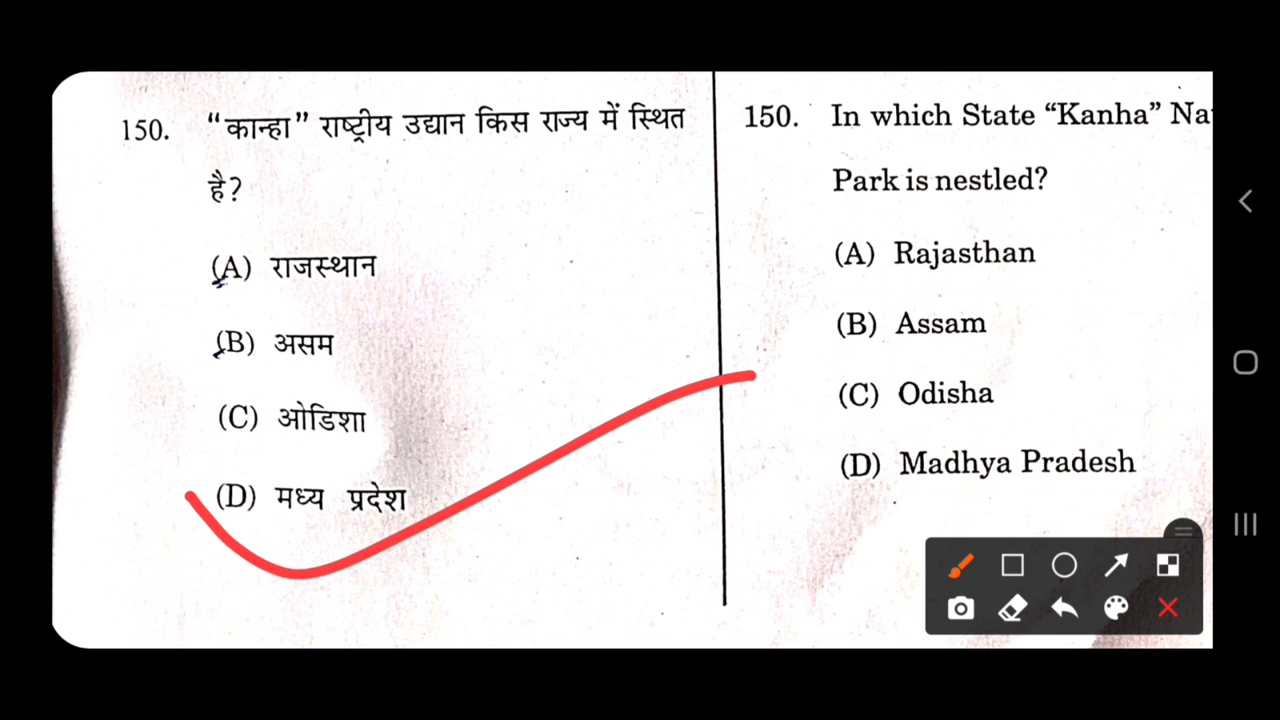 150. “कान्हा” राष्ट्रीय उद्यान किस राज्य में स्थित
है?
(A) राजस्थान
(B) असम
(C) ओडिशा
(D) मध्य प्रदेश
150. In which State “Kanha” Na
Park is nestled?
(A) Rajasthan
(B) Assam
(C) Odisha
(D) Madhya Pradesh